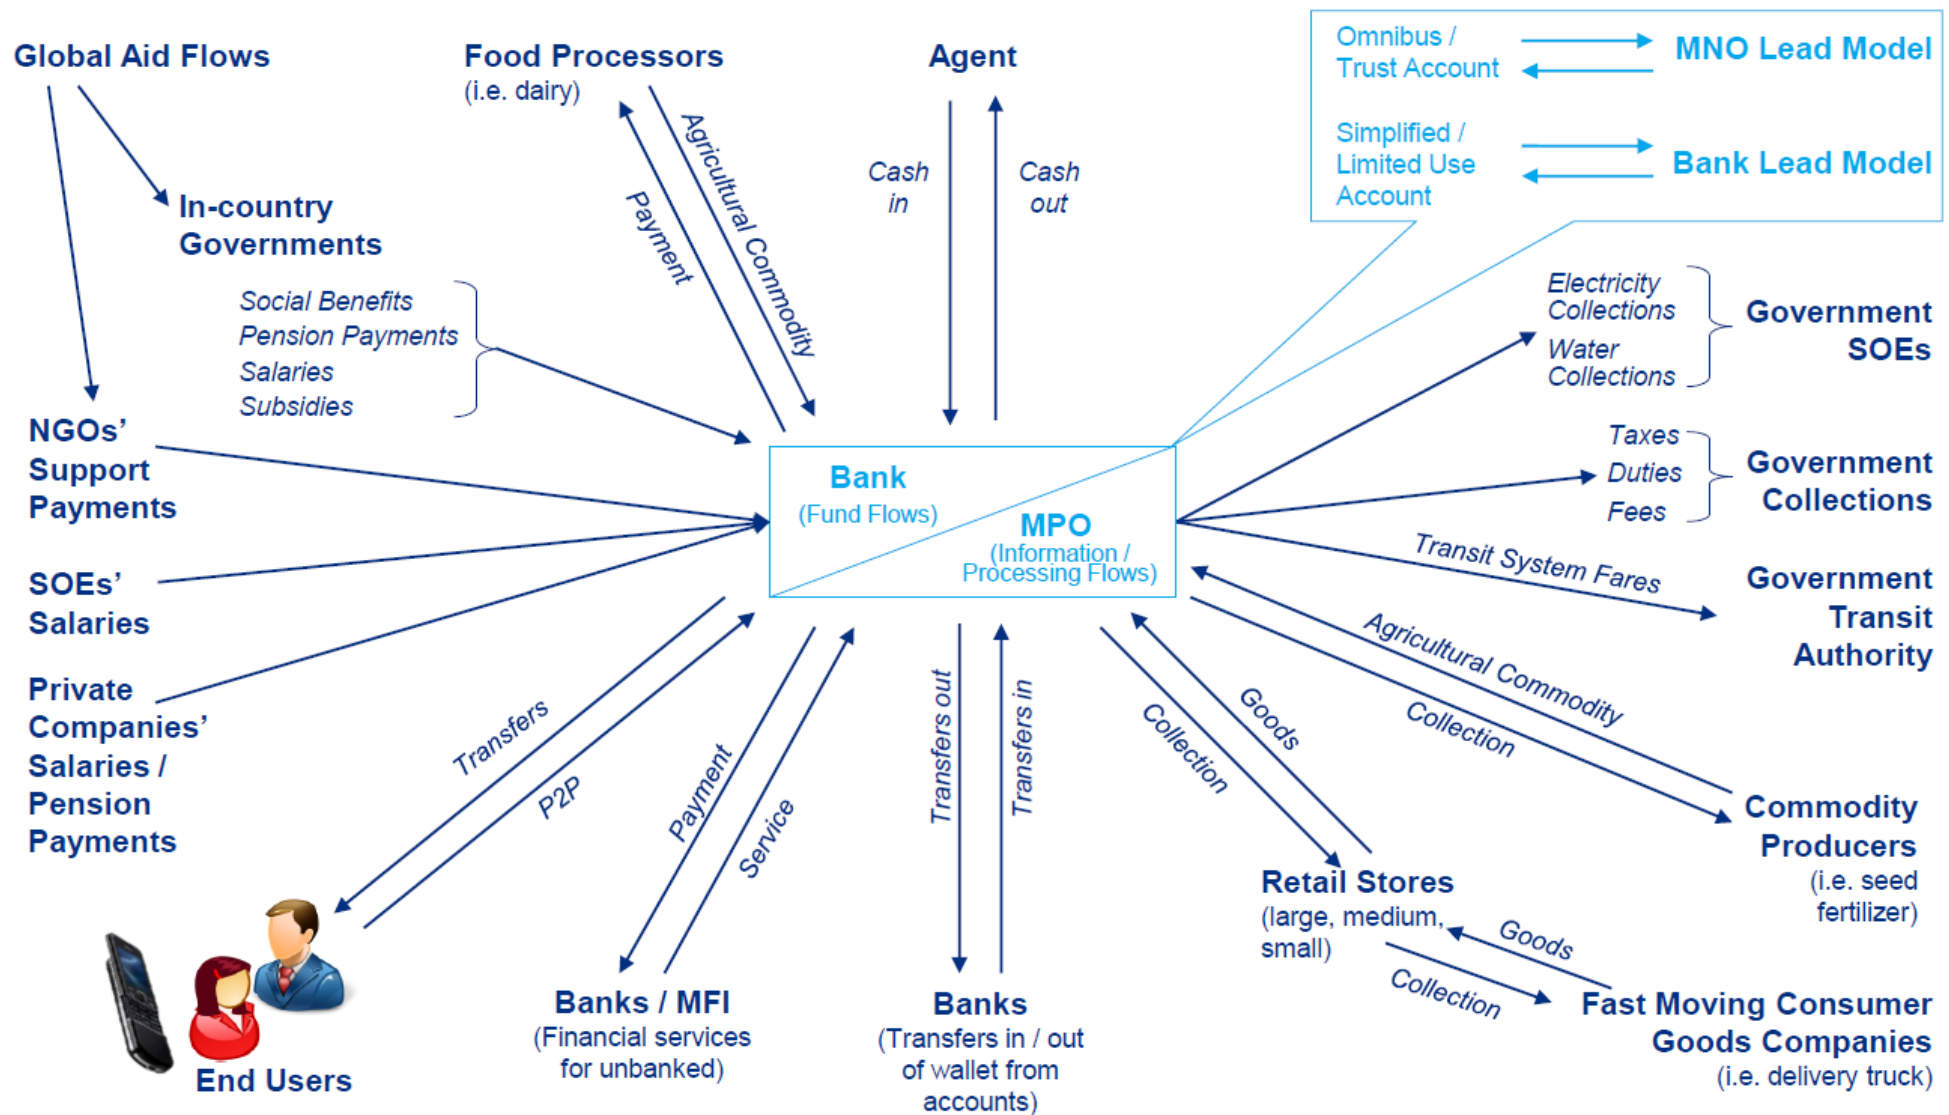 Global Aid Flows
Food Processors
(i.e. dairy)
Agent
Omnibus /
Trust Account
MNO Lead Model
Simplified /
Limited Use
Account
Bank Lead Model
In-country
Governments
Social Benefits
Pension Payments
Salaries
Subsidies
Payment
Agricultural Commodity
Cash
in
Cash
out
Electricity
Collections
Water
Collections
Government
SOEs
Taxes
Duties
Fees
Government
Collections
NGOs’
Support
Payments
Bank
(Fund Flows)
MPO
(Information /
Processing Flows)
Transit System Fares
Government
Transit
Authority
SOEs’
Salaries
Private
Companies’
Salaries /
Pension
Payments
Transfers
P2P
Payment
Service
Transfers out
Transfers in
Collection
Goods
Agricultural Commodity
Collection
Commodity
Producers
(i.e. seed
fertilizer)
Retail Stores
(large, medium,
small)
Goods
Collection
Fast Moving Consumer
Goods Companies
(i.e. delivery truck)
End Users
Banks / MFI
(Financial services
for unbanked)
Banks
(Transfers in / out
of wallet from
accounts)